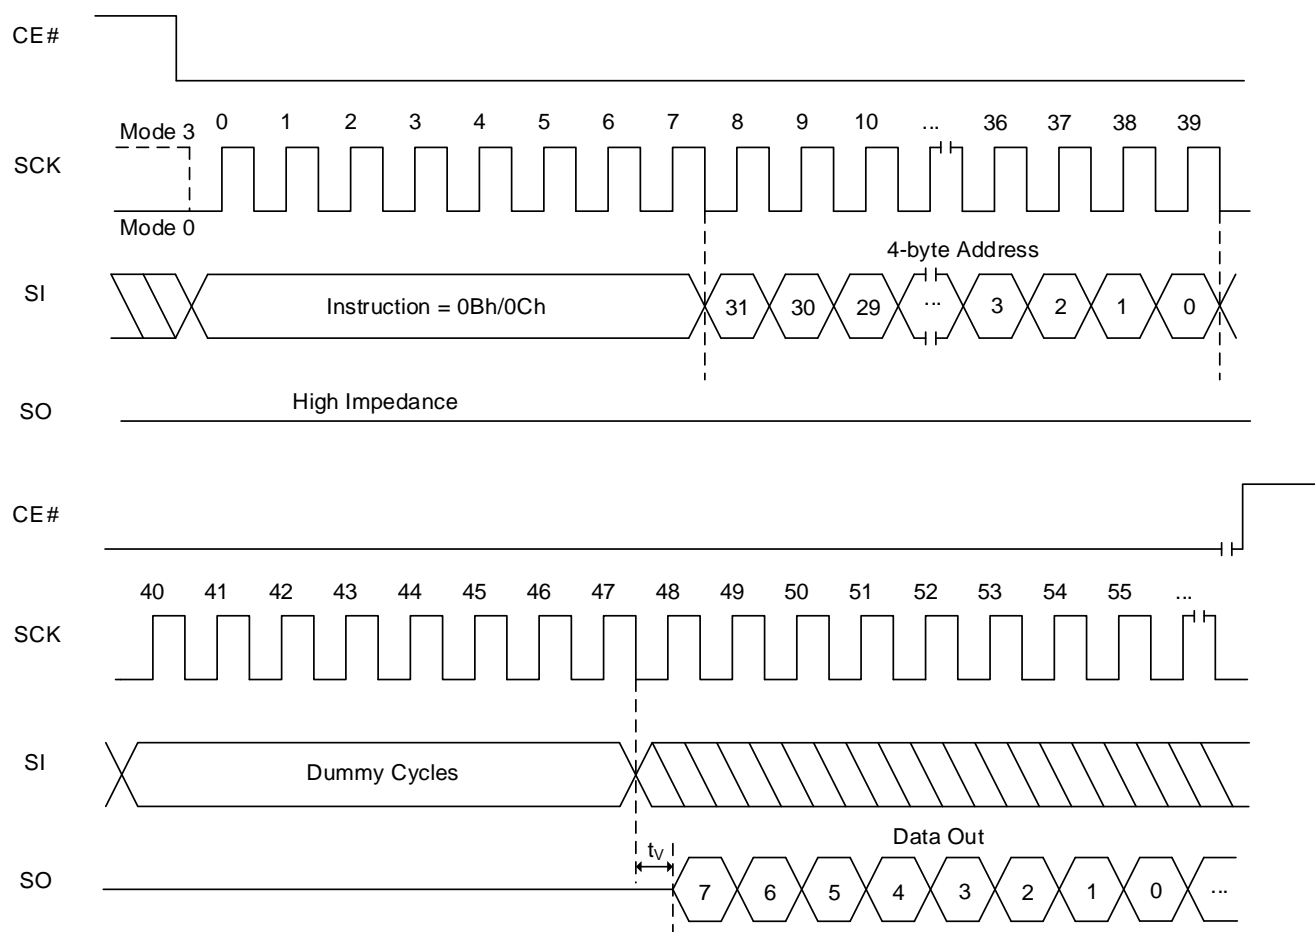 CE#
Mode 3 0 1 2 3 4 5 6 7 8 9 10 ... 36 37 38 39
SCK
Mode 0
4-byte Address
SI Instruction = 0Bh/0Ch 31 30 29 ... 3 2 1 0
High Impedance
SO
CE#
40 41 42 43 44 45 46 47 48 49 50 51 52 53 54 55 ...
SCK
SI Dummy Cycles
Data Out
tV
SO 7 6 5 4 3 2 1 0 ...